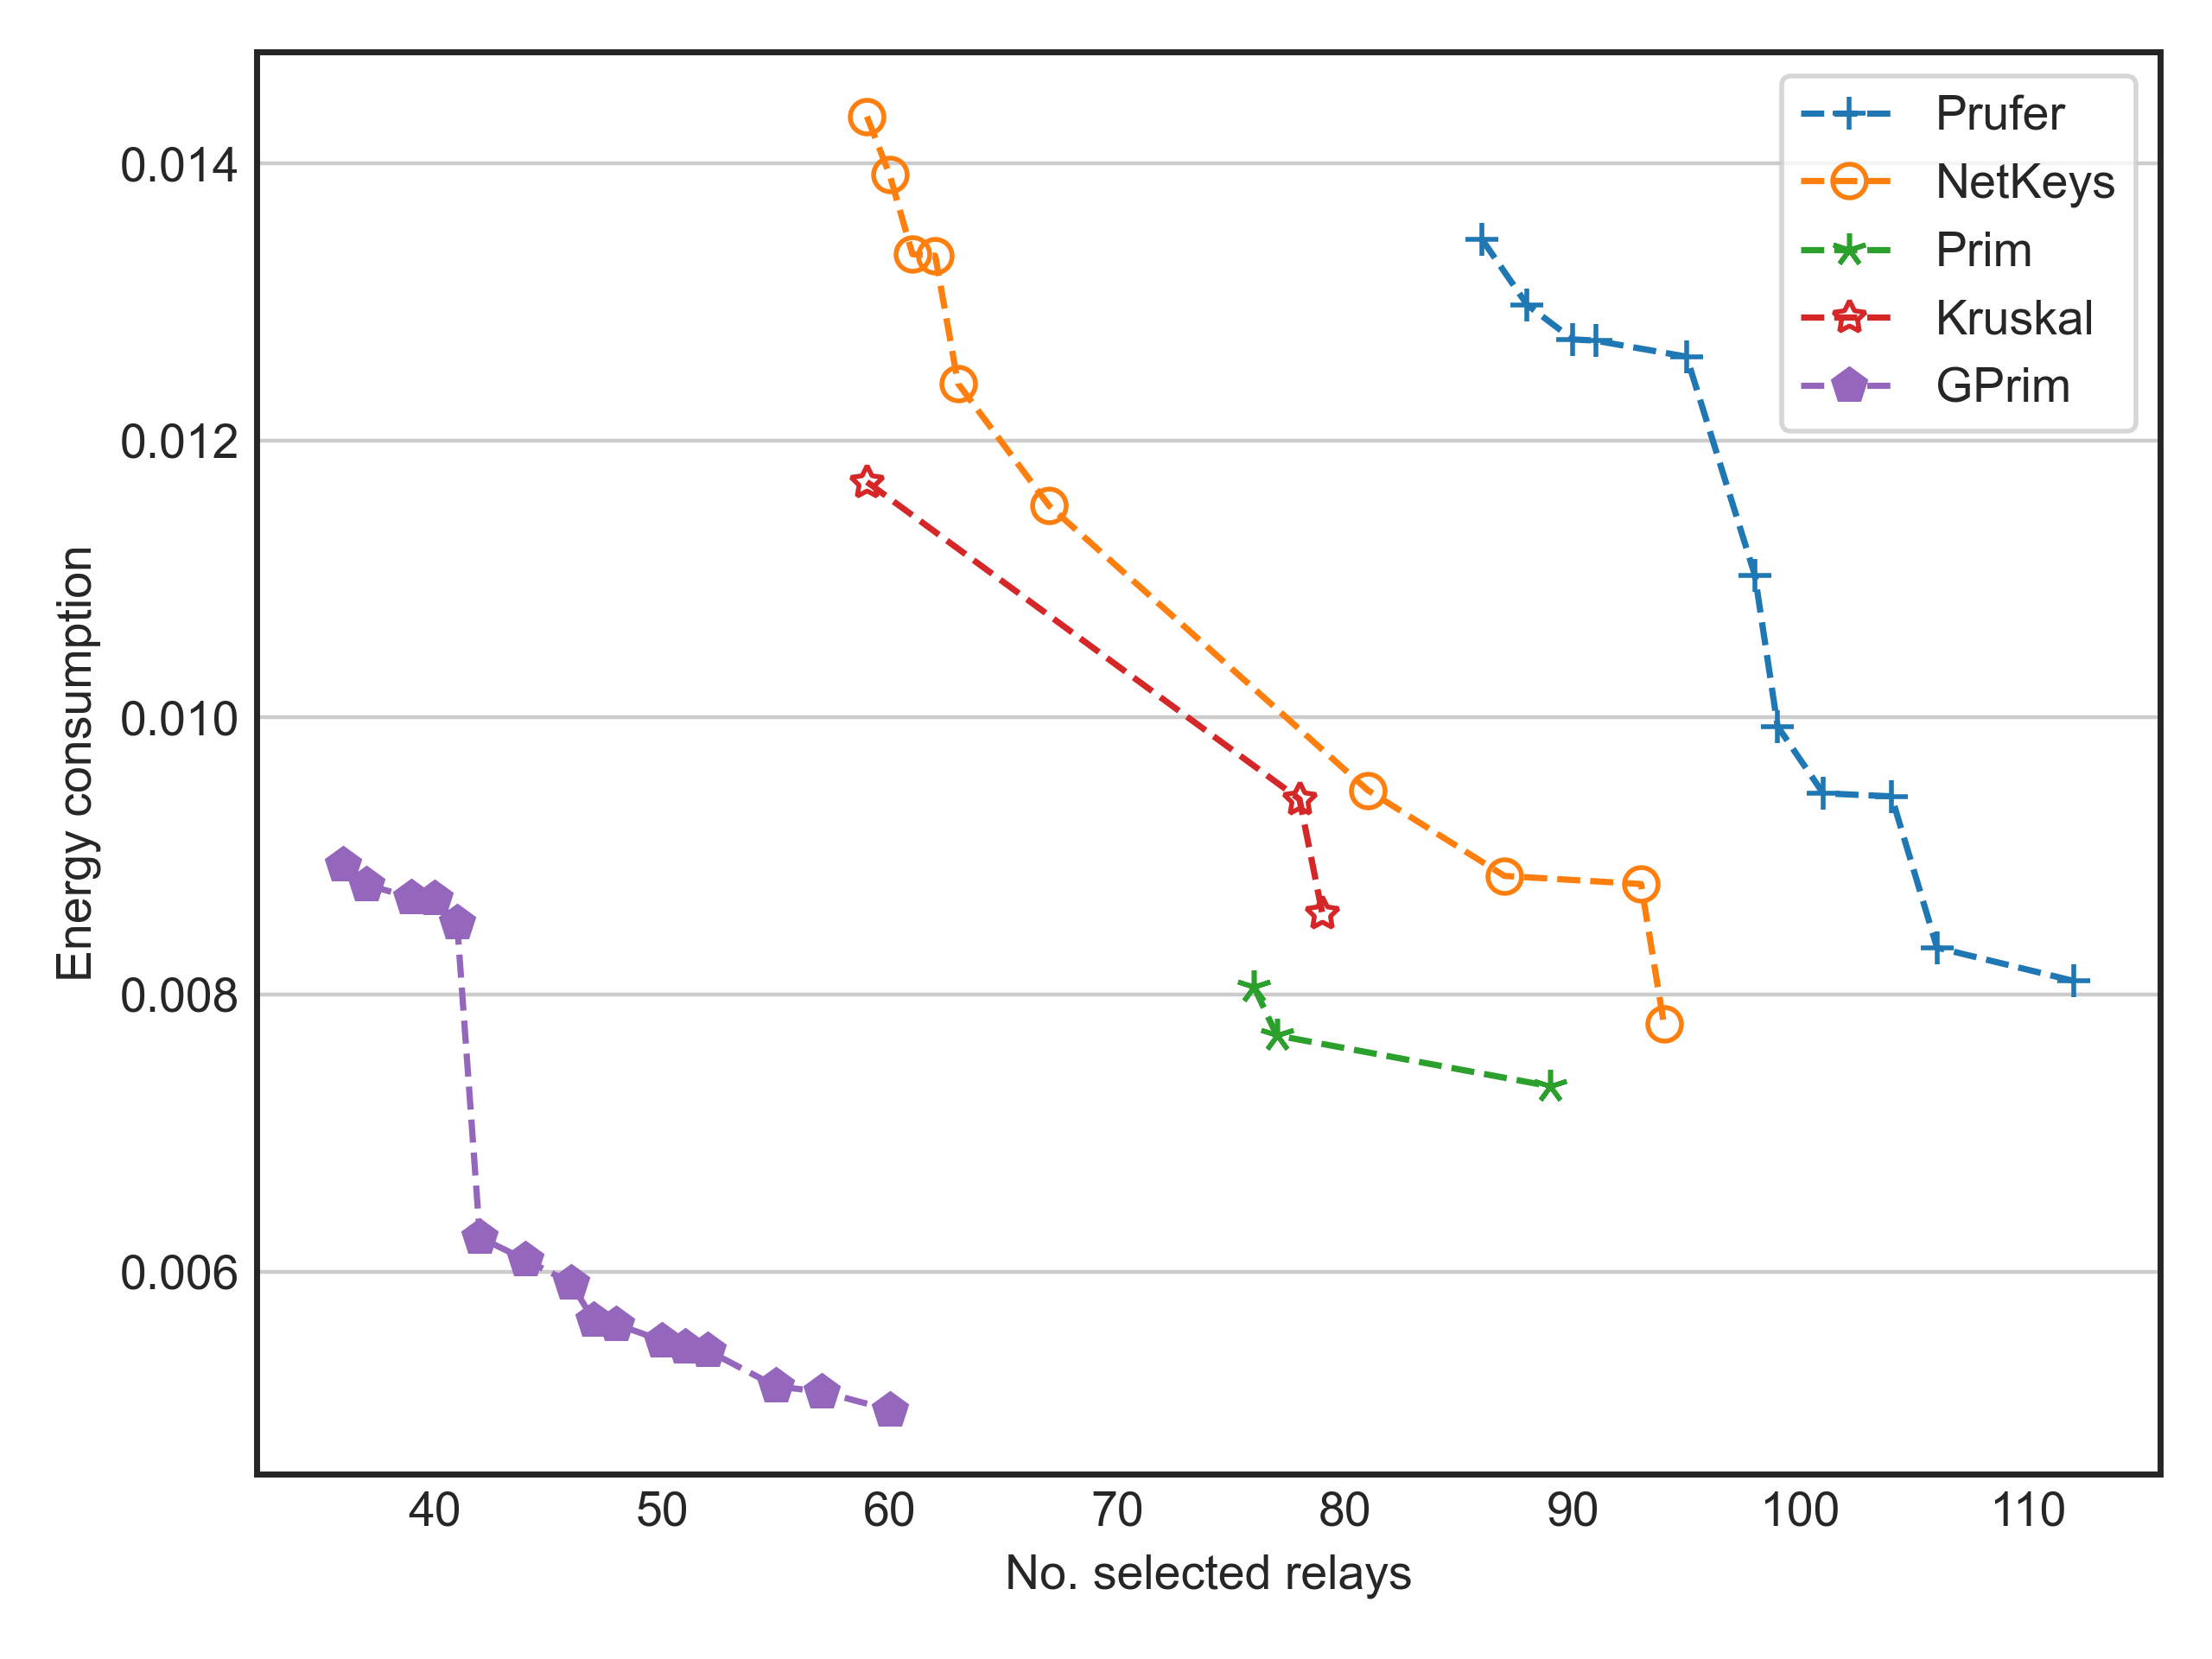 Prufer
NetKeys
Prim
Kruskal
GPrim
0.014
0.012
0.010
0.008
0.006
Energy consumption
40 50 60 70 80 90 100 110
No. selected relays